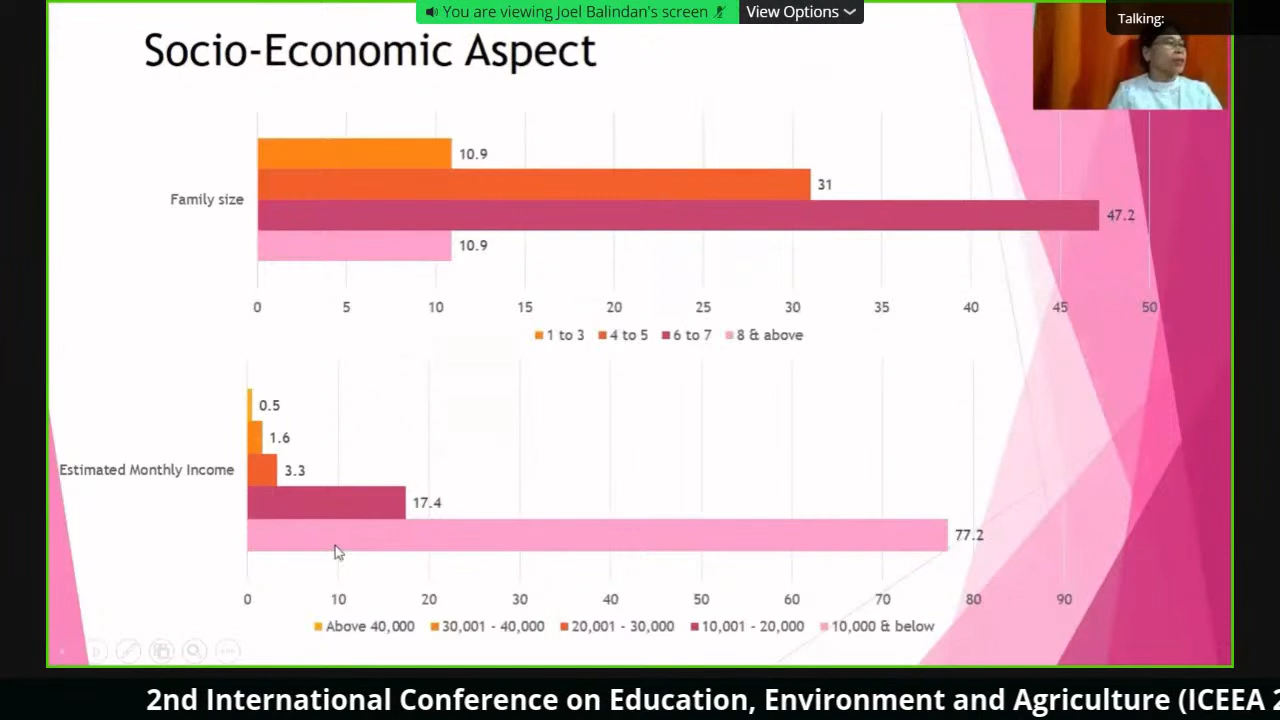 You are viewing Joel Balindan's screen
View Options
Talking:
Socio-Economic Aspect
10.9
31
Family size
47.2
10.9
0 5 10 15 20 25 30 35 40 45 50
1 to 3 4 to 5 6 to 7 8 & above
0.5
1.6
Estimated Monthly Income
3.3
17.4
77.2
0 10 20 30 40 50 60 70 80 90
Above 40,000 30,001 - 40,000 20,001 - 30,000 10,001 - 20,000 10,000 & below
2nd International Conference on Education, Environment and Agriculture (ICEEA